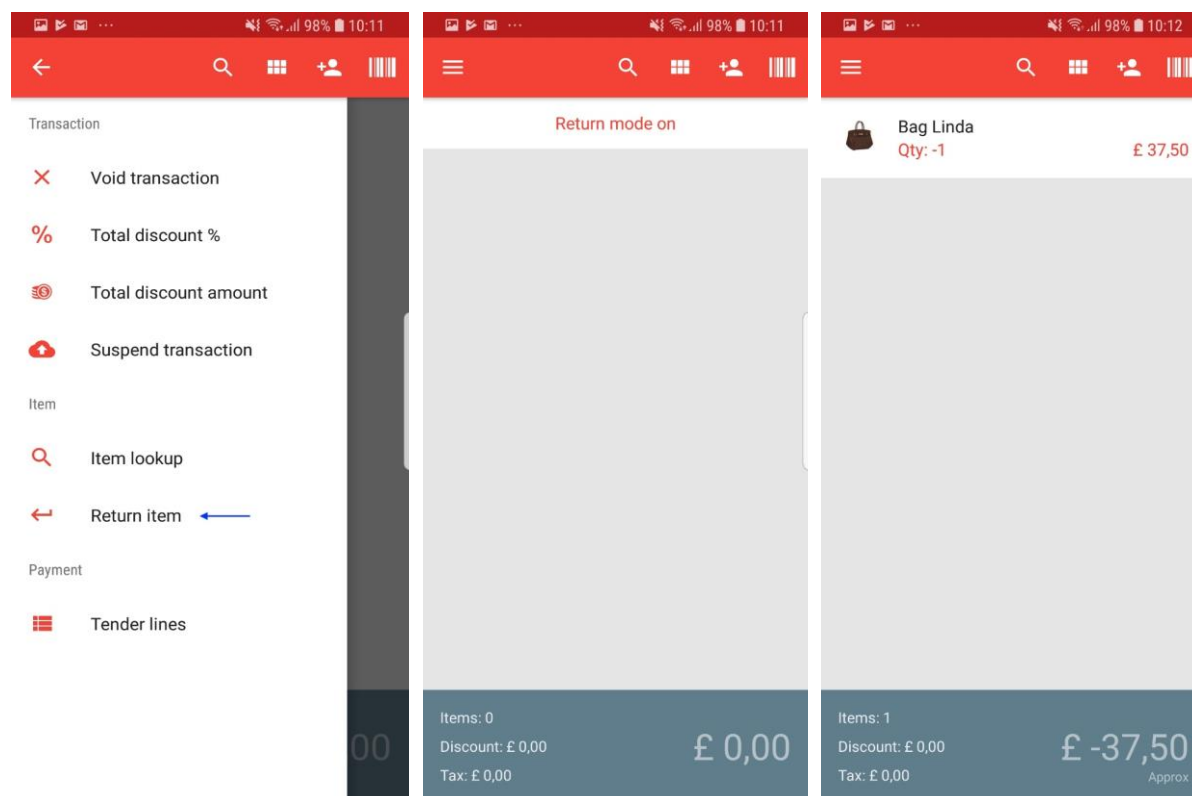 98% 10:11
Transaction
Void transaction
% Total discount %
Total discount amount
Suspend transaction
Item
Item lookup
Return item
Payment
Tender lines
00
98% 10:11
Return mode on
Items: 0
Discount: £ 0,00
Tax: £ 0,00
£ 0,00
98% 10:12
Bag Linda
Qty: -1
£ 37,50
Items: 1
Discount: £ 0,00
Tax: £ 0,00
£ -37,50
Approx